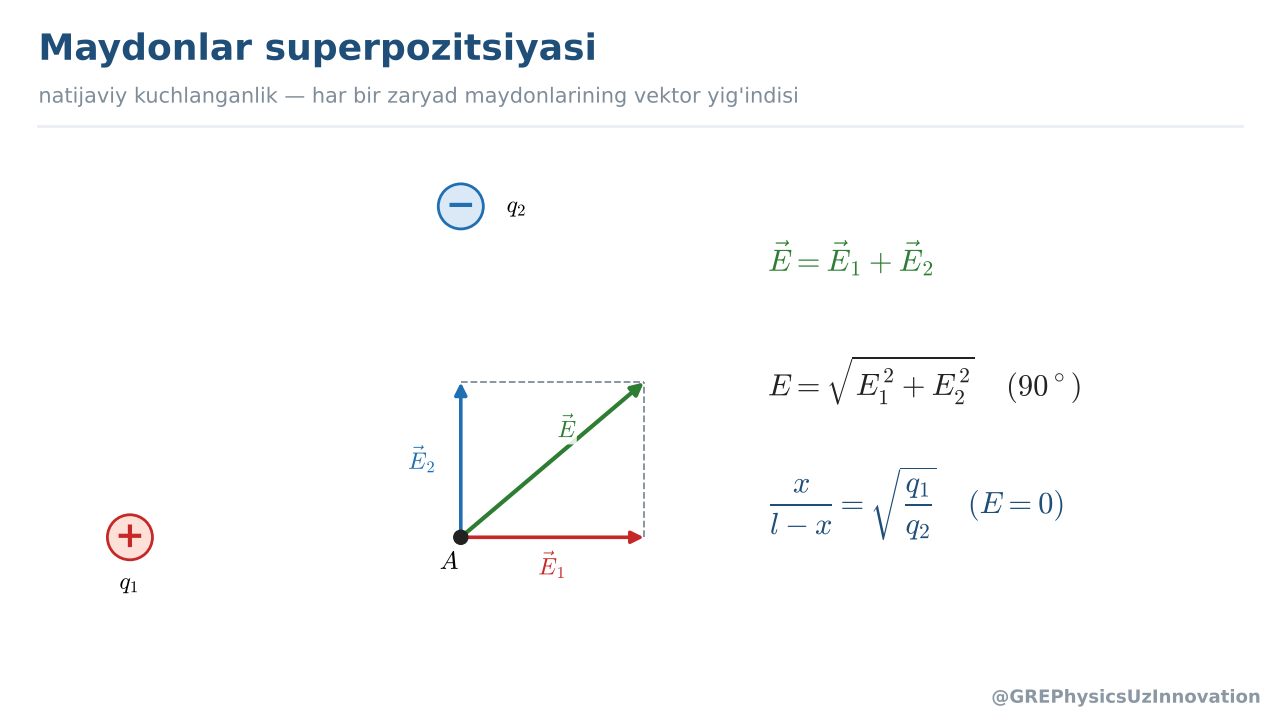 Maydonlar superpozitsiyasi
natijaviy kuchlanganlik — har bir zaryad maydonlarining vektor yig'indisi
− q₂
E⃗ = E⃗₁ + E⃗₂
E = √(E₁² + E₂²) (90°)
E⃗
E⃗₂
x/(l − x) = √(q₁/q₂) (E = 0)
+
A
E⃗₁
q₁
@GREPhysicsUzInnovation